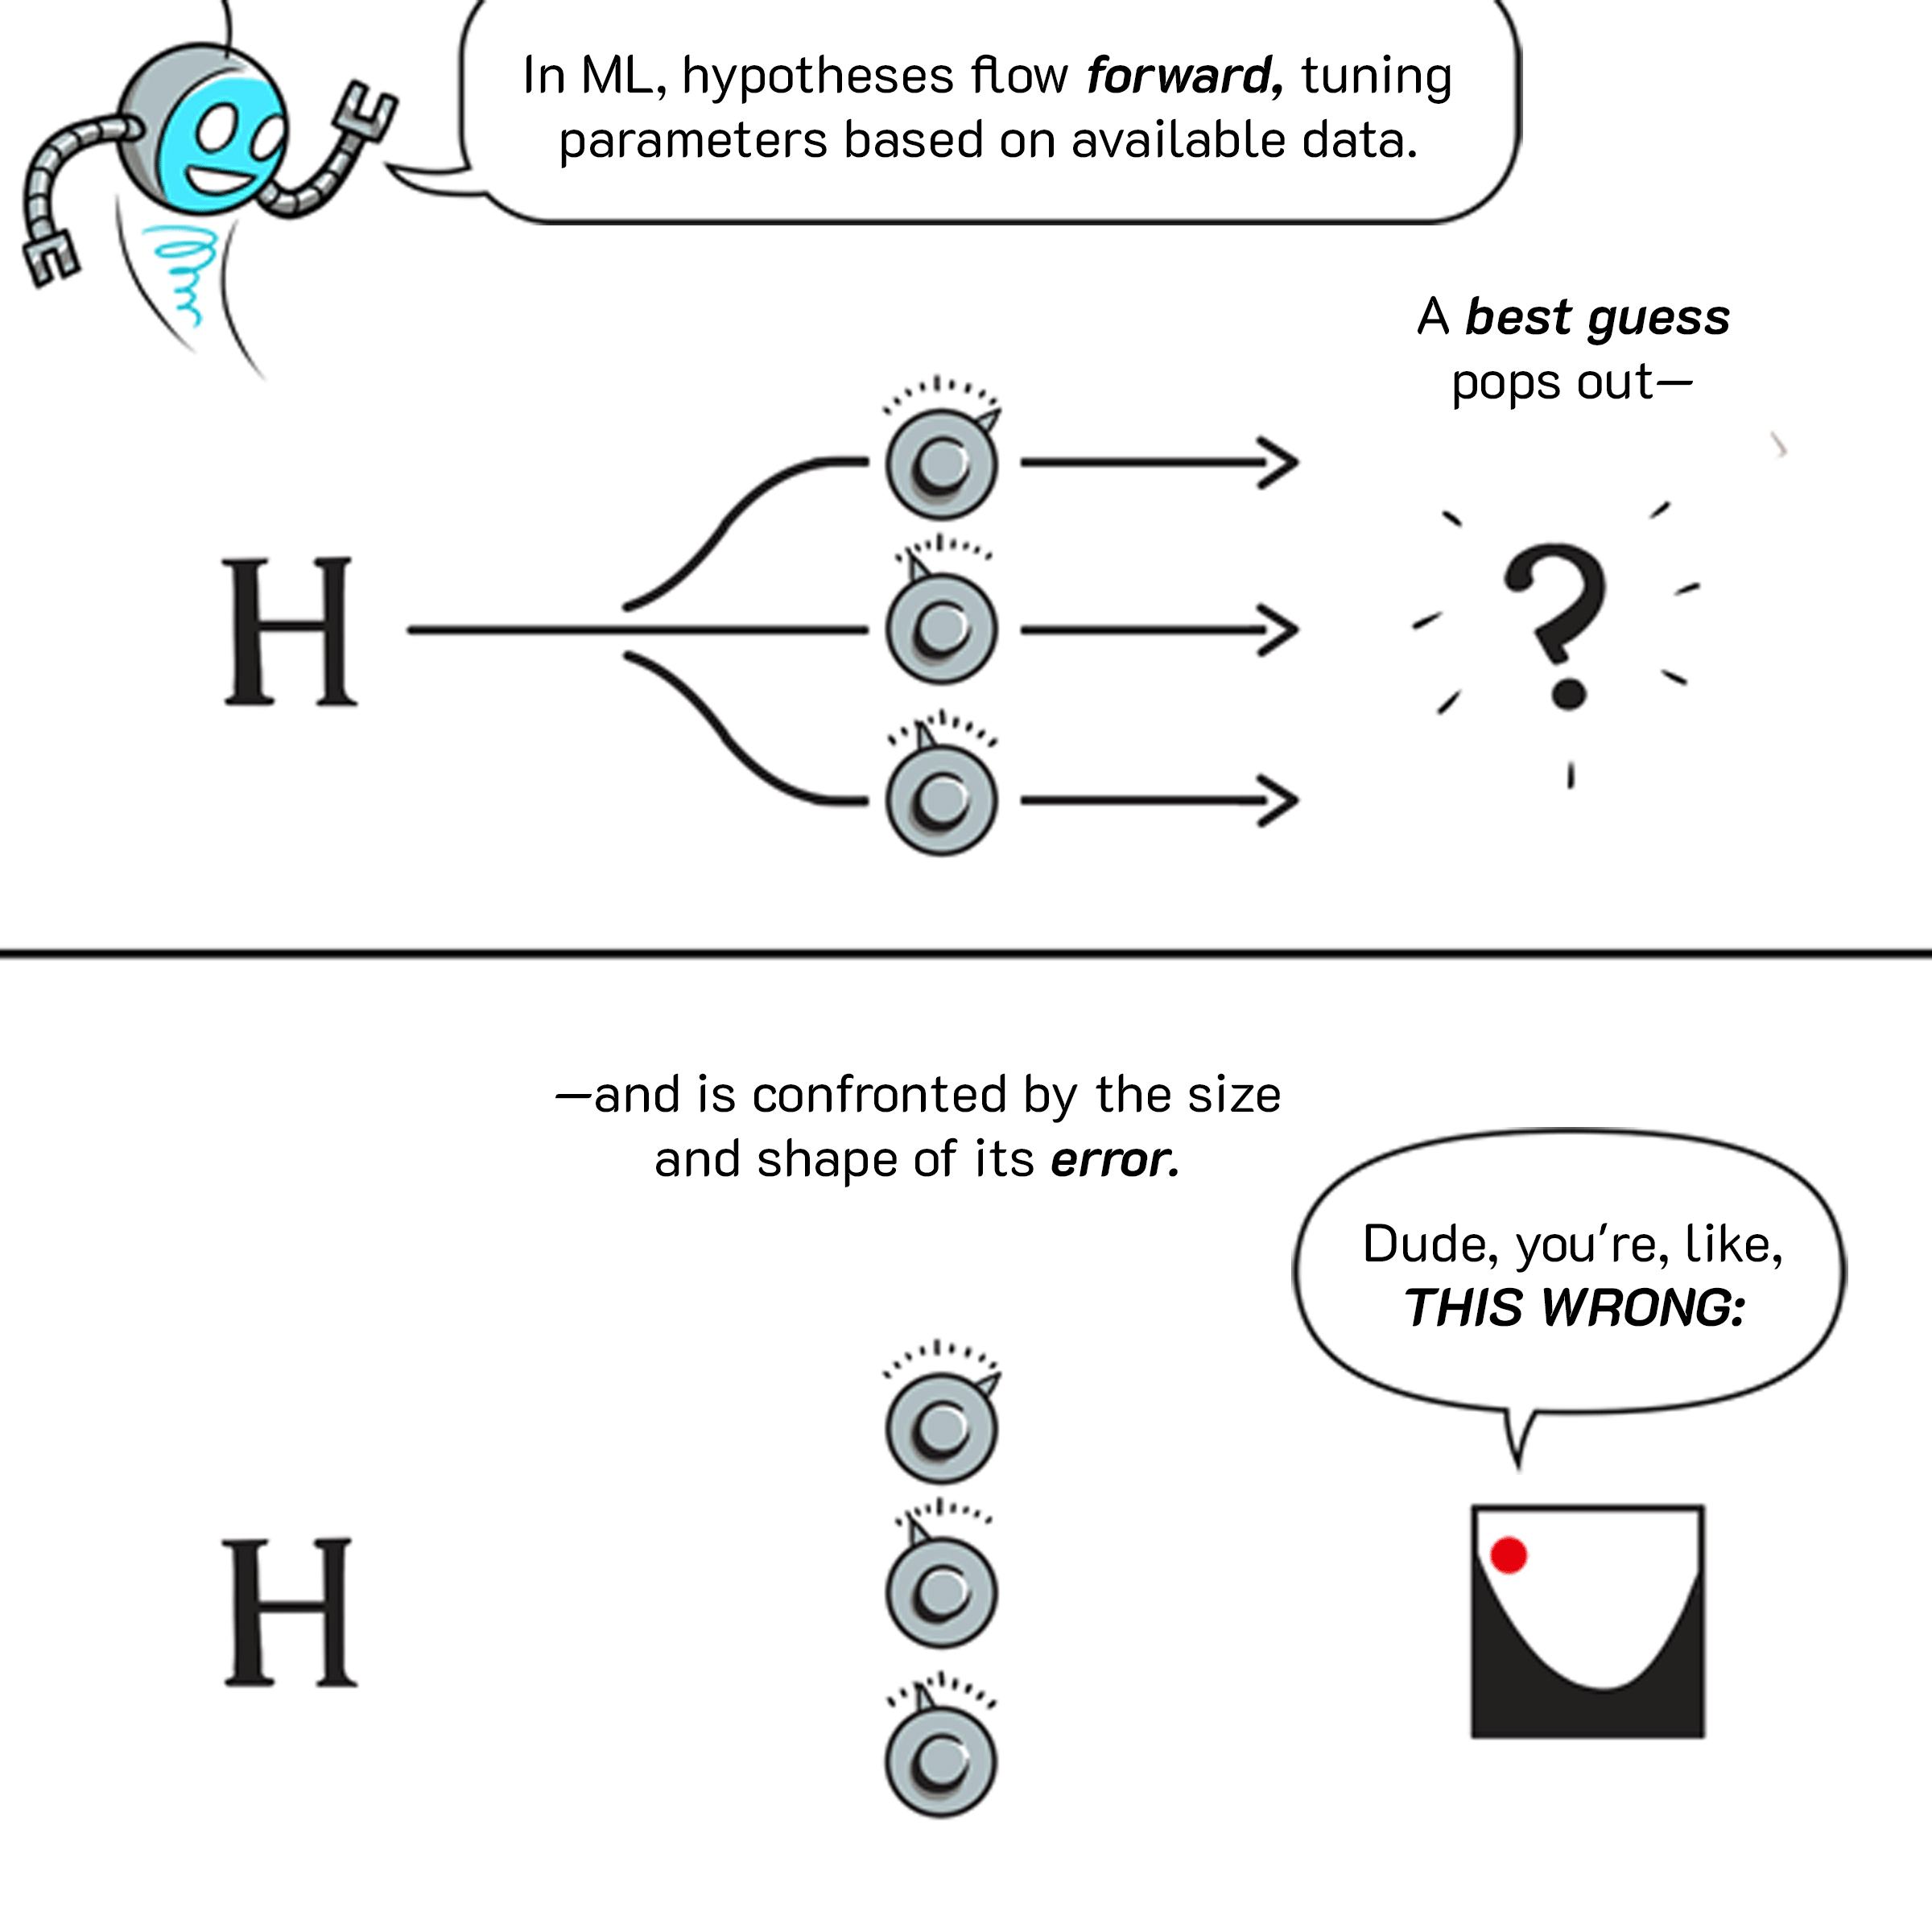 In ML, hypotheses flow forward, tuning
parameters based on available data.
A best guess
pops out—
H
?
—and is confronted by the size
and shape of its error.
Dude, you're, like,
THIS WRONG:
H